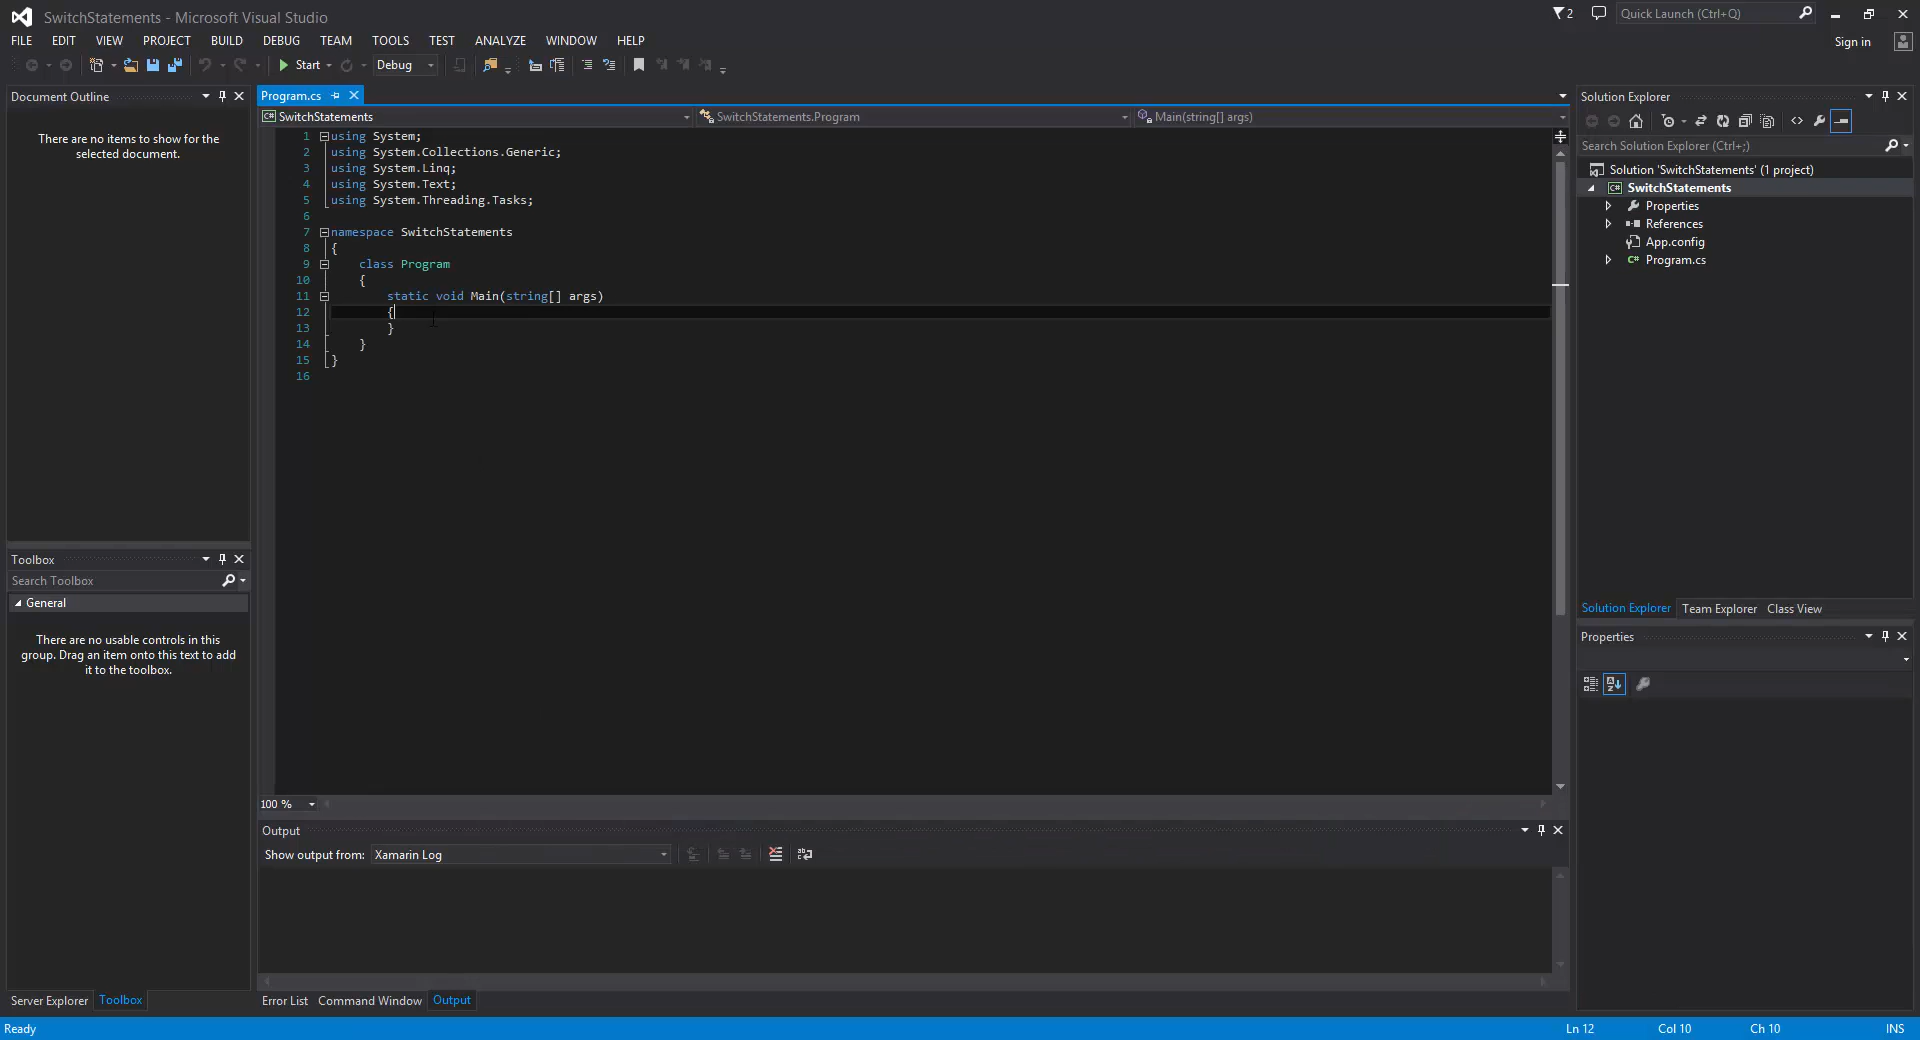 SwitchStatements - Microsoft Visual Studio
2
Quick Launch (Ctrl+Q)
FILE EDIT VIEW PROJECT BUILD DEBUG TEAM TOOLS TEST ANALYZE WINDOW HELP
Sign in
Start Debug
Document Outline
There are no items to show for the
selected document.
Toolbox
Search Toolbox
General
There are no usable controls in this
group. Drag an item onto this text to add
it to the toolbox.
Server Explorer Toolbox
Program.cs
C# SwitchStatements SwitchStatements.Program Main(string[] args)
1 using System;
2 using System.Collections.Generic;
3 using System.Linq;
4 using System.Text;
5 using System.Threading.Tasks;
6
7 namespace SwitchStatements
8 {
9 class Program
10 {
11 static void Main(string[] args)
12 {
13 }
14 }
15 }
16
100 %
Output
Show output from: Xamarin Log
Error List Command Window Output
Solution Explorer
Search Solution Explorer (Ctrl+;)
Solution 'SwitchStatements' (1 project)
C# SwitchStatements
Properties
References
App.config
C# Program.cs
Solution Explorer Team Explorer Class View
Properties
Ready Ln 12 Col 10 Ch 10 INS